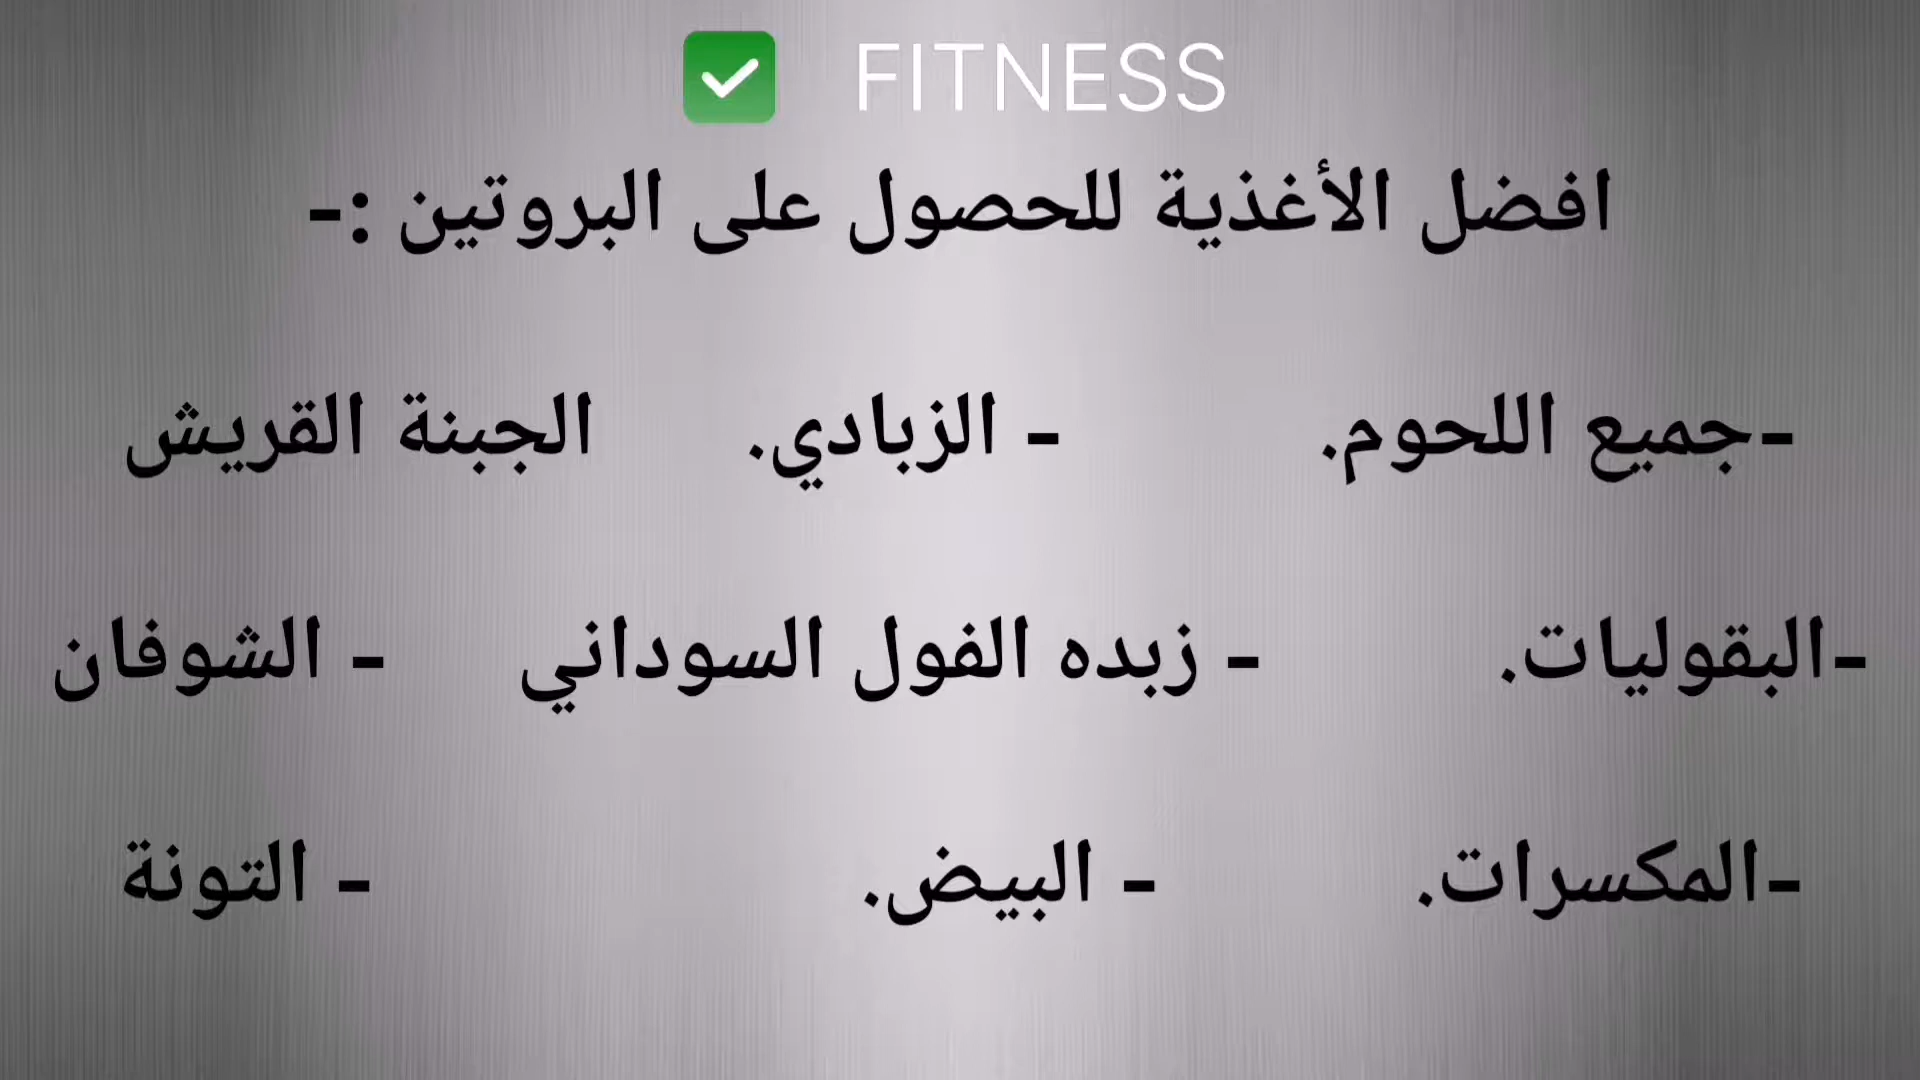 ✅ FITNESS
افضل الأغذية للحصول على البروتين :-
-جميع اللحوم. - الزبادي. الجبنة القريش
-البقوليات. - زبده الفول السوداني - الشوفان
-المكسرات. - البيض. - التونة